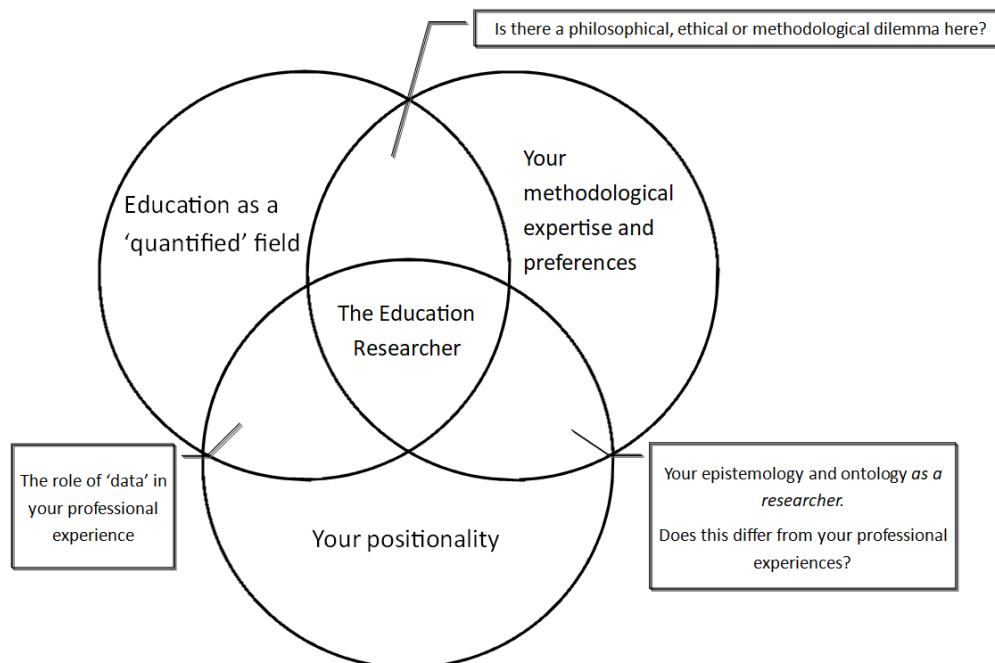 Is there a philosophical, ethical or methodological dilemma here?
Education as a
‘quantified’ field
Your
methodological
expertise and
preferences
The Education
Researcher
The role of ‘data’ in
your professional
experience
Your positionality
Your epistemology and ontology as a
researcher.
Does this differ from your professional
experiences?